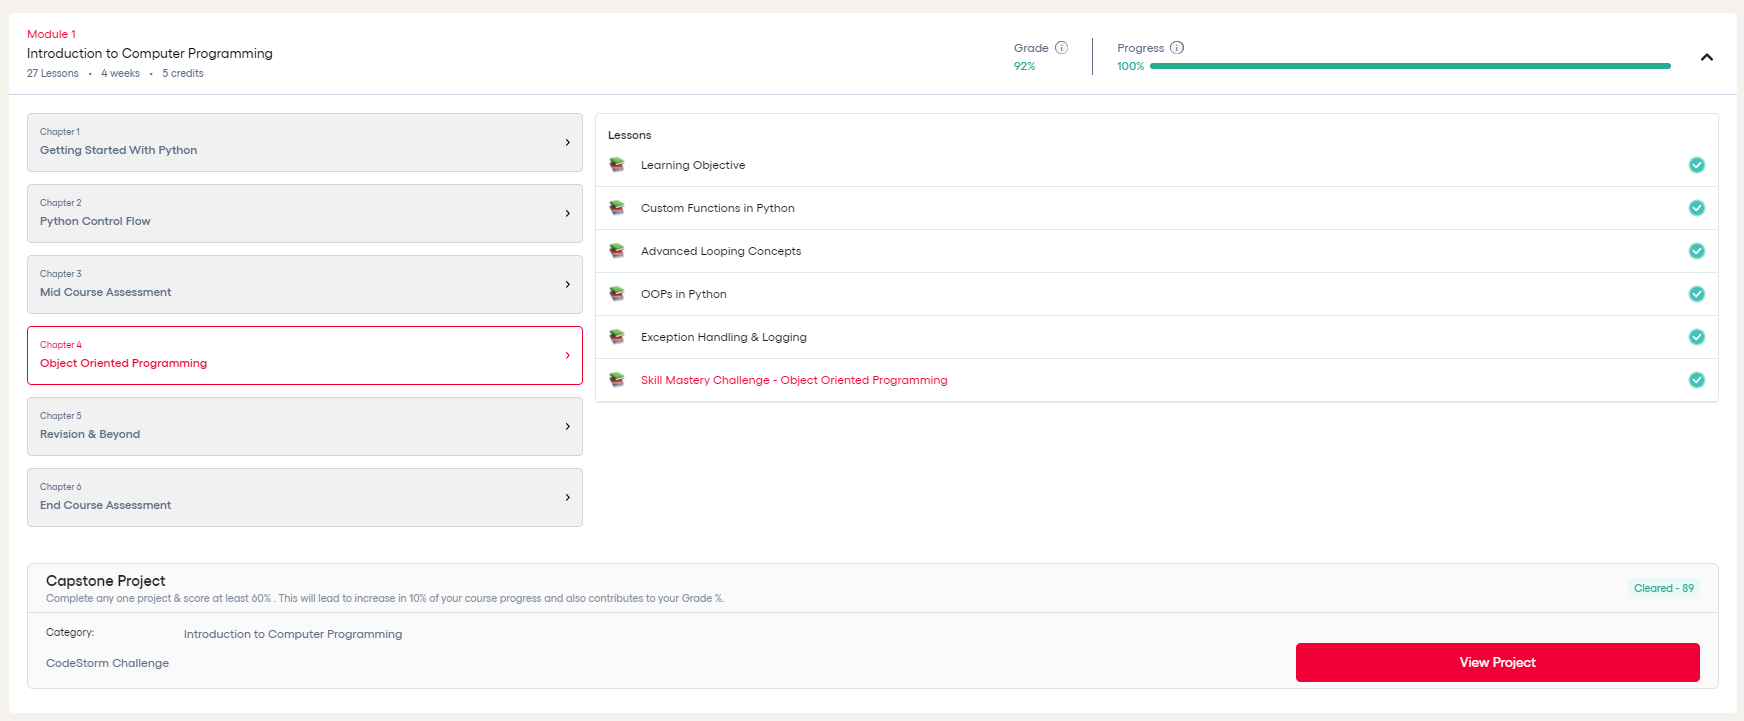 Module 1
Introduction to Computer Programming
27 Lessons • 4 weeks • 5 credits
Grade
92%
Progress
100%
Chapter 1
Getting Started With Python
Chapter 2
Python Control Flow
Chapter 3
Mid Course Assessment
Chapter 4
Object Oriented Programming
Chapter 5
Revision & Beyond
Chapter 6
End Course Assessment
Lessons
Learning Objective
Custom Functions in Python
Advanced Looping Concepts
OOPs in Python
Exception Handling & Logging
Skill Mastery Challenge - Object Oriented Programming
Capstone Project
Complete any one project & score at least 60% . This will lead to increase in 10% of your course progress and also contributes to your Grade %.
Cleared - 89
Category: Introduction to Computer Programming
CodeStorm Challenge
View Project